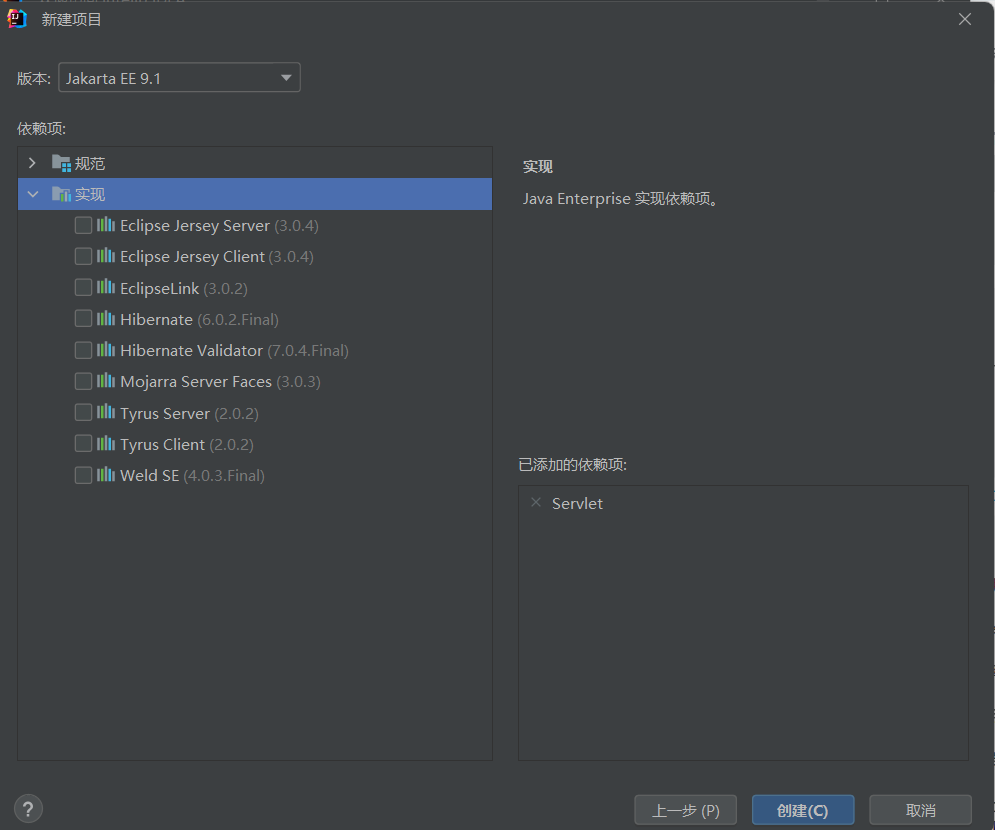 新建项目
版本: Jakarta EE 9.1
依赖项:
规范
实现
Eclipse Jersey Server (3.0.4)
Eclipse Jersey Client (3.0.4)
EclipseLink (3.0.2)
Hibernate (6.0.2.Final)
Hibernate Validator (7.0.4.Final)
Mojarra Server Faces (3.0.3)
Tyrus Server (2.0.2)
Tyrus Client (2.0.2)
Weld SE (4.0.3.Final)
实现
Java Enterprise 实现依赖项。
已添加的依赖项:
Servlet
?
上一步 (P)
创建(C)
取消